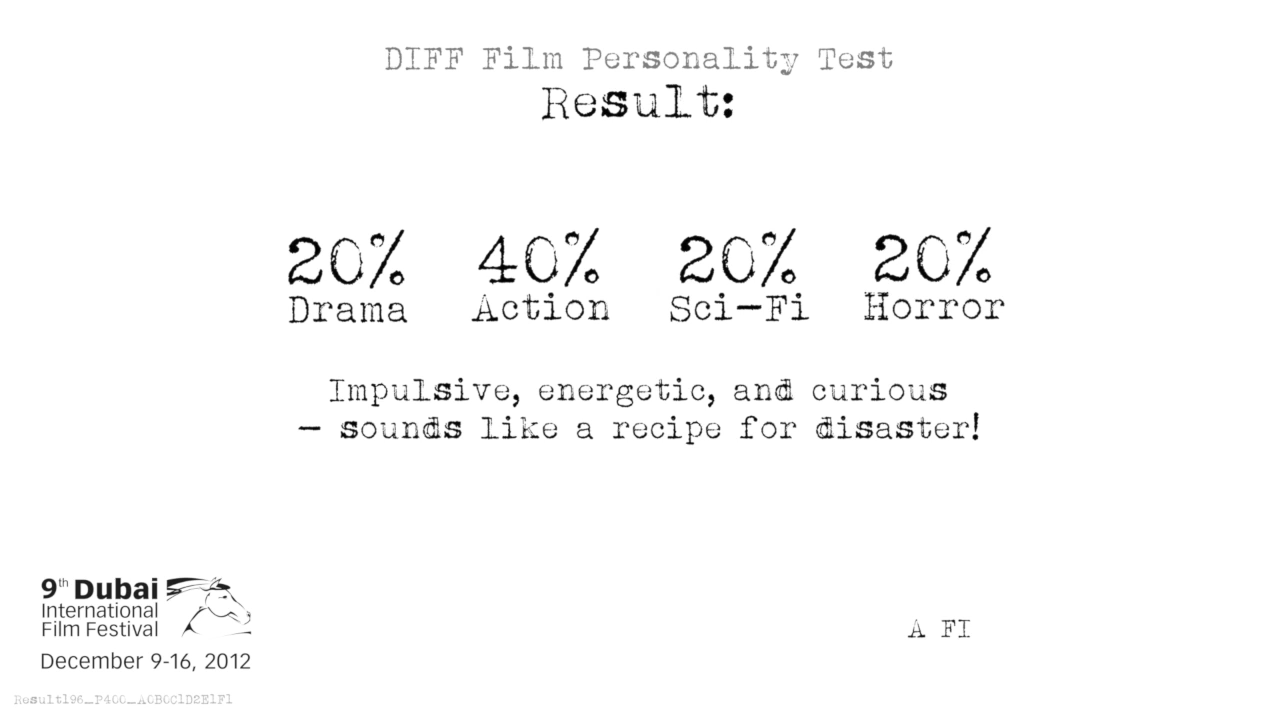 DIFF Film Personality Test
Result:
20% 40% 20% 20%
Drama Action Sci-Fi Horror
Impulsive, energetic, and curious
- sounds like a recipe for disaster!
9th Dubai
International
Film Festival
December 9-16, 2012
A FI
Result196_P400_A0B0C1D2E1F1